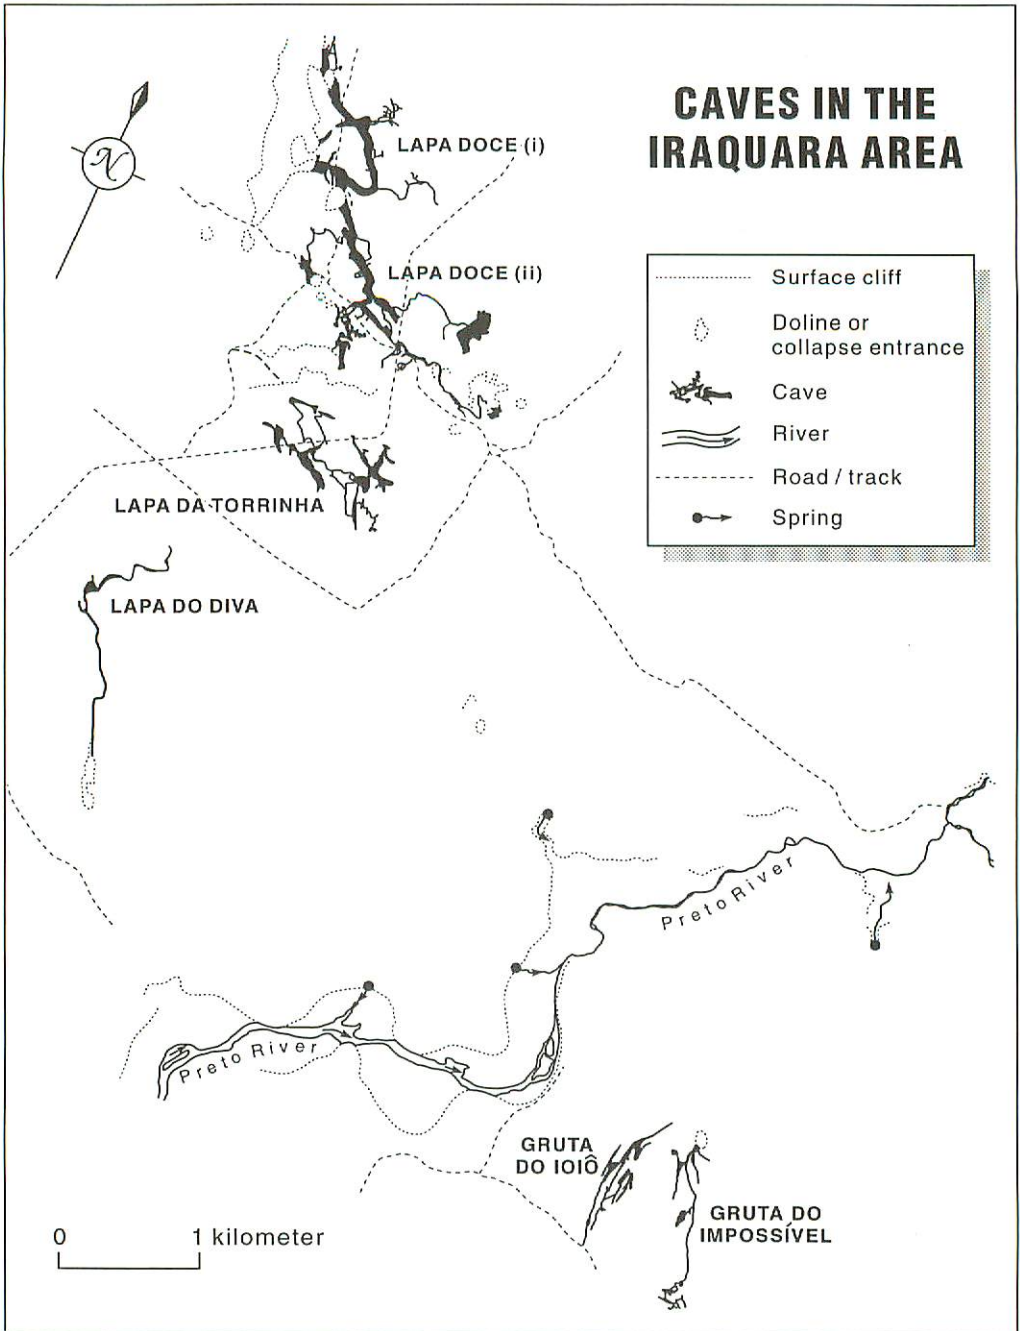 CAVES IN THE
IRAQUARA AREA
N
LAPA DOCE (i)
LAPA DOCE (ii)
Surface cliff
Doline or
collapse entrance
Cave
River
Road / track
Spring
LAPA DA TORRINHA
LAPA DO DIVA
Preto River
Preto River
GRUTA
DO IOIÔ
GRUTA DO
IMPOSSÍVEL
0 1 kilometer